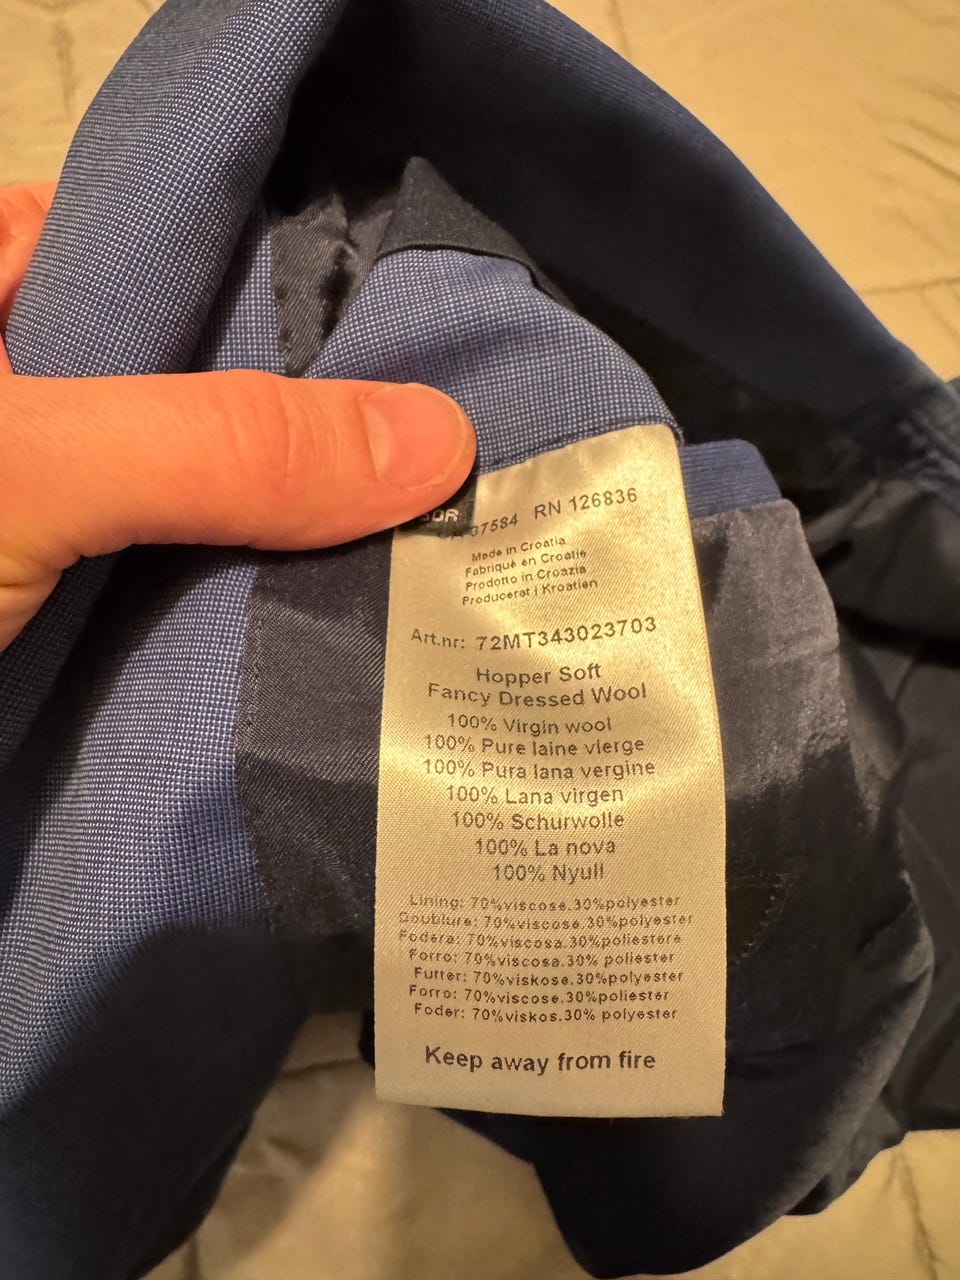 07584 RN 126836
Made in Croatia
Fabriqué en Croatie
Prodotto in Croazia
Producerat i Kroatien
Art.nr: 72MT343023703
Hopper Soft
Fancy Dressed Wool
100% Virgin wool
100% Pure laine vierge
100% Pura lana vergine
100% Lana virgen
100% Schurwolle
100% La nova
100% Nyull
Lining: 70%viscose.30%polyester
Doublure: 70%viscose.30%polyester
Fodera: 70%viscosa.30%poliestere
Forro: 70%viscosa.30% poliester
Futter: 70%viskose.30%polyester
Forro: 70%viscose.30%poliester
Foder: 70%viskos.30% polyester
Keep away from fire